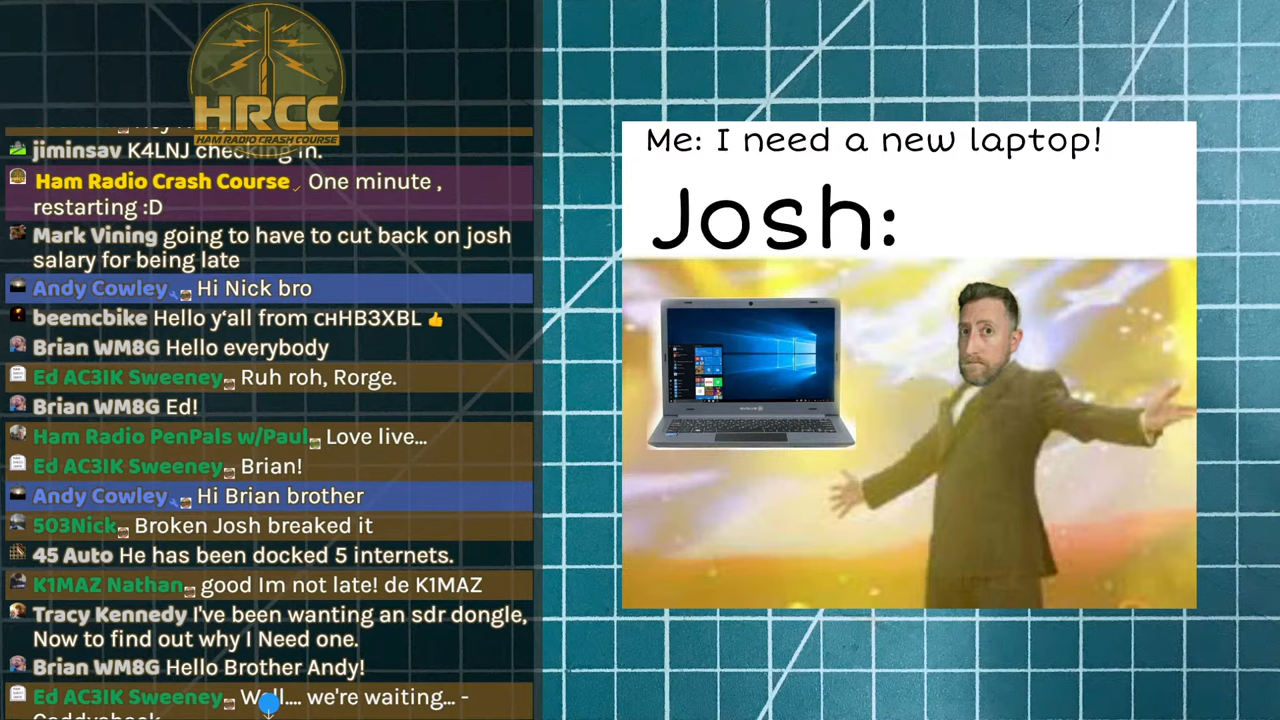 HRCC
HAM RADIO CRASH COURSE
jiminsav K4LNJ checking in.
Ham Radio Crash Course One minute ,
restarting :D
Mark Vining going to have to cut back on josh
salary for being late
Andy Cowley Hi Nick bro
beemcbike Hello y‘all from cʜHB3XBL 👍
Brian WM8G Hello everybody
Ed AC3IK Sweeney Ruh roh, Rorge.
Brian WM8G Ed!
Ham Radio PenPals w/Paul Love live...
Ed AC3IK Sweeney Brian!
Andy Cowley Hi Brian brother
503Nick Broken Josh breaked it
45 Auto He has been docked 5 internets.
K1MAZ Nathan good Im not late! de K1MAZ
Tracy Kennedy I've been wanting an sdr dongle,
Now to find out why I Need one.
Brian WM8G Hello Brother Andy!
Ed AC3IK Sweeney Well.... we're waiting... -
Me: I need a new laptop!
Josh: